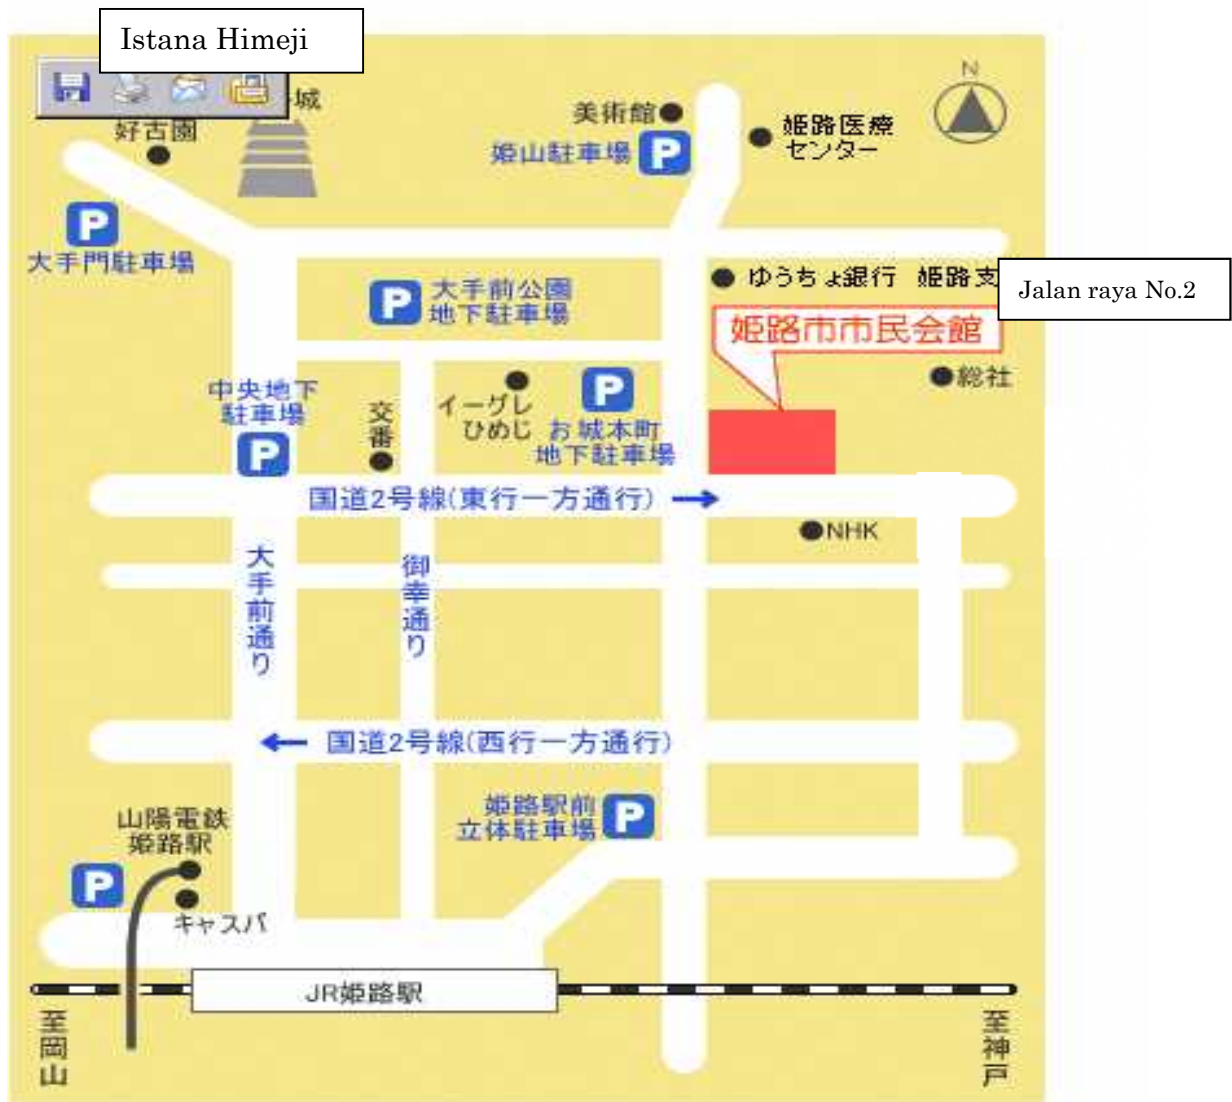 Istana Himeji
城
好古園
美術館
姫山駐車場
P
姫路医療
センター
N
P
大手門駐車場
P
大手前公園
地下駐車場
ゆうちょ銀行 姫路支
Jalan raya No.2
姫路市市民会館
総社
中央地下
駐車場
P
交番
イーグレ
ひめじ
P
お城本町
地下駐車場
国道2号線(東行一方通行)
NHK
大手前通り
御幸通り
国道2号線(西行一方通行)
姫路駅前
立体駐車場
P
山陽電鉄
姫路駅
P
キャスパ
JR姫路駅
至岡山
至神戸